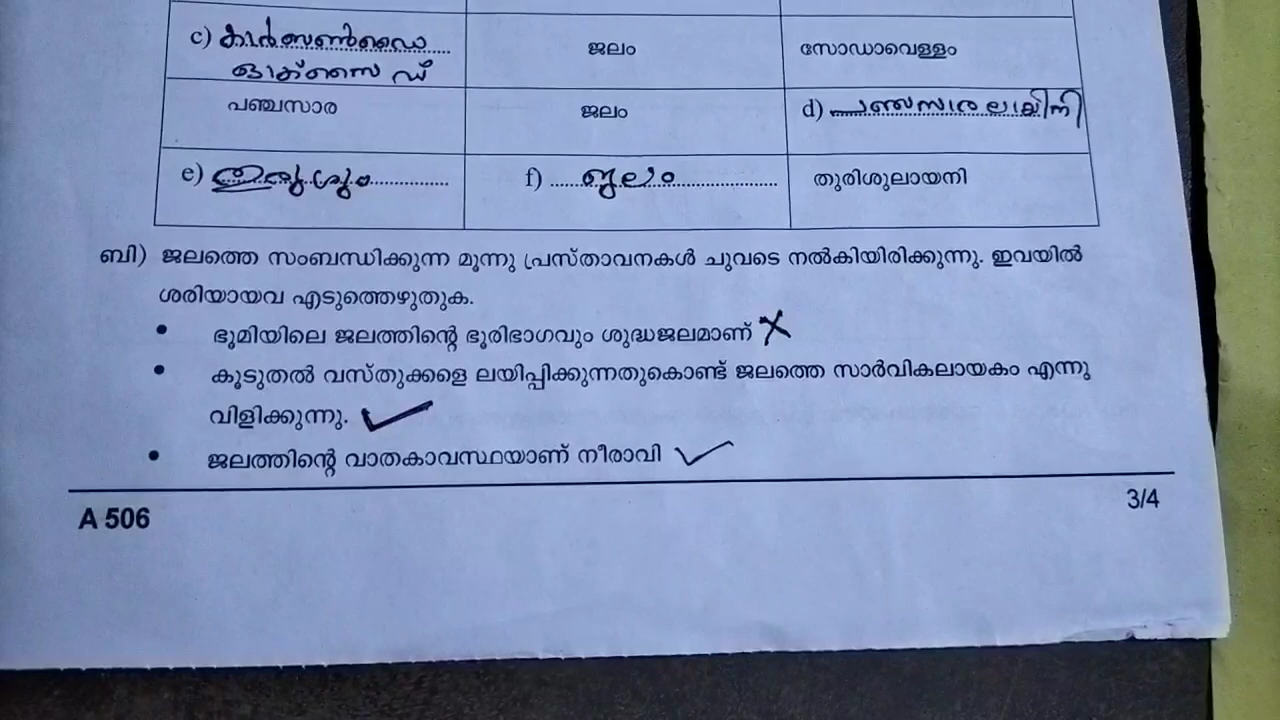 c) കാർബൺഡൈ ജലം സോഡാവെള്ളം
ഓക്സൈഡ്
പഞ്ചസാര ജലം d) പഞ്ചസാരലായിനി
e) തുരുശും f) ജലം തുരിശുലായനി
ബി) ജലത്തെ സംബന്ധിക്കുന്ന മൂന്നു പ്രസ്താവനകൾ ചുവടെ നൽകിയിരിക്കുന്നു. ഇവയിൽ
ശരിയായവ എടുത്തെഴുതുക.
• ഭൂമിയിലെ ജലത്തിന്റെ ഭൂരിഭാഗവും ശുദ്ധജലമാണ്
• കൂടുതൽ വസ്തുക്കളെ ലയിപ്പിക്കുന്നതുകൊണ്ട് ജലത്തെ സാർവികലായകം എന്നു
വിളിക്കുന്നു.
• ജലത്തിന്റെ വാതകാവസ്ഥയാണ് നീരാവി
A 506 3/4